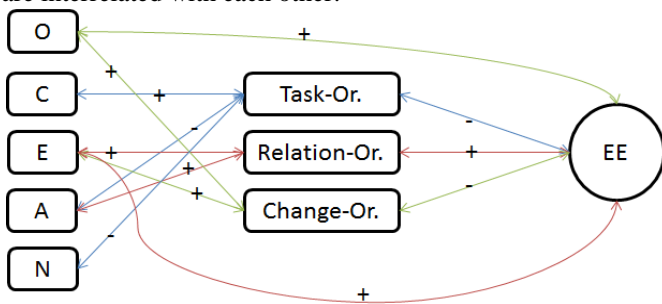 are interrelated with each other.
O
+
+
C
+
Task-Or.
-
-
E
+
Relation-Or.
+
EE
+
A
+
Change-Or.
-
N
-
+